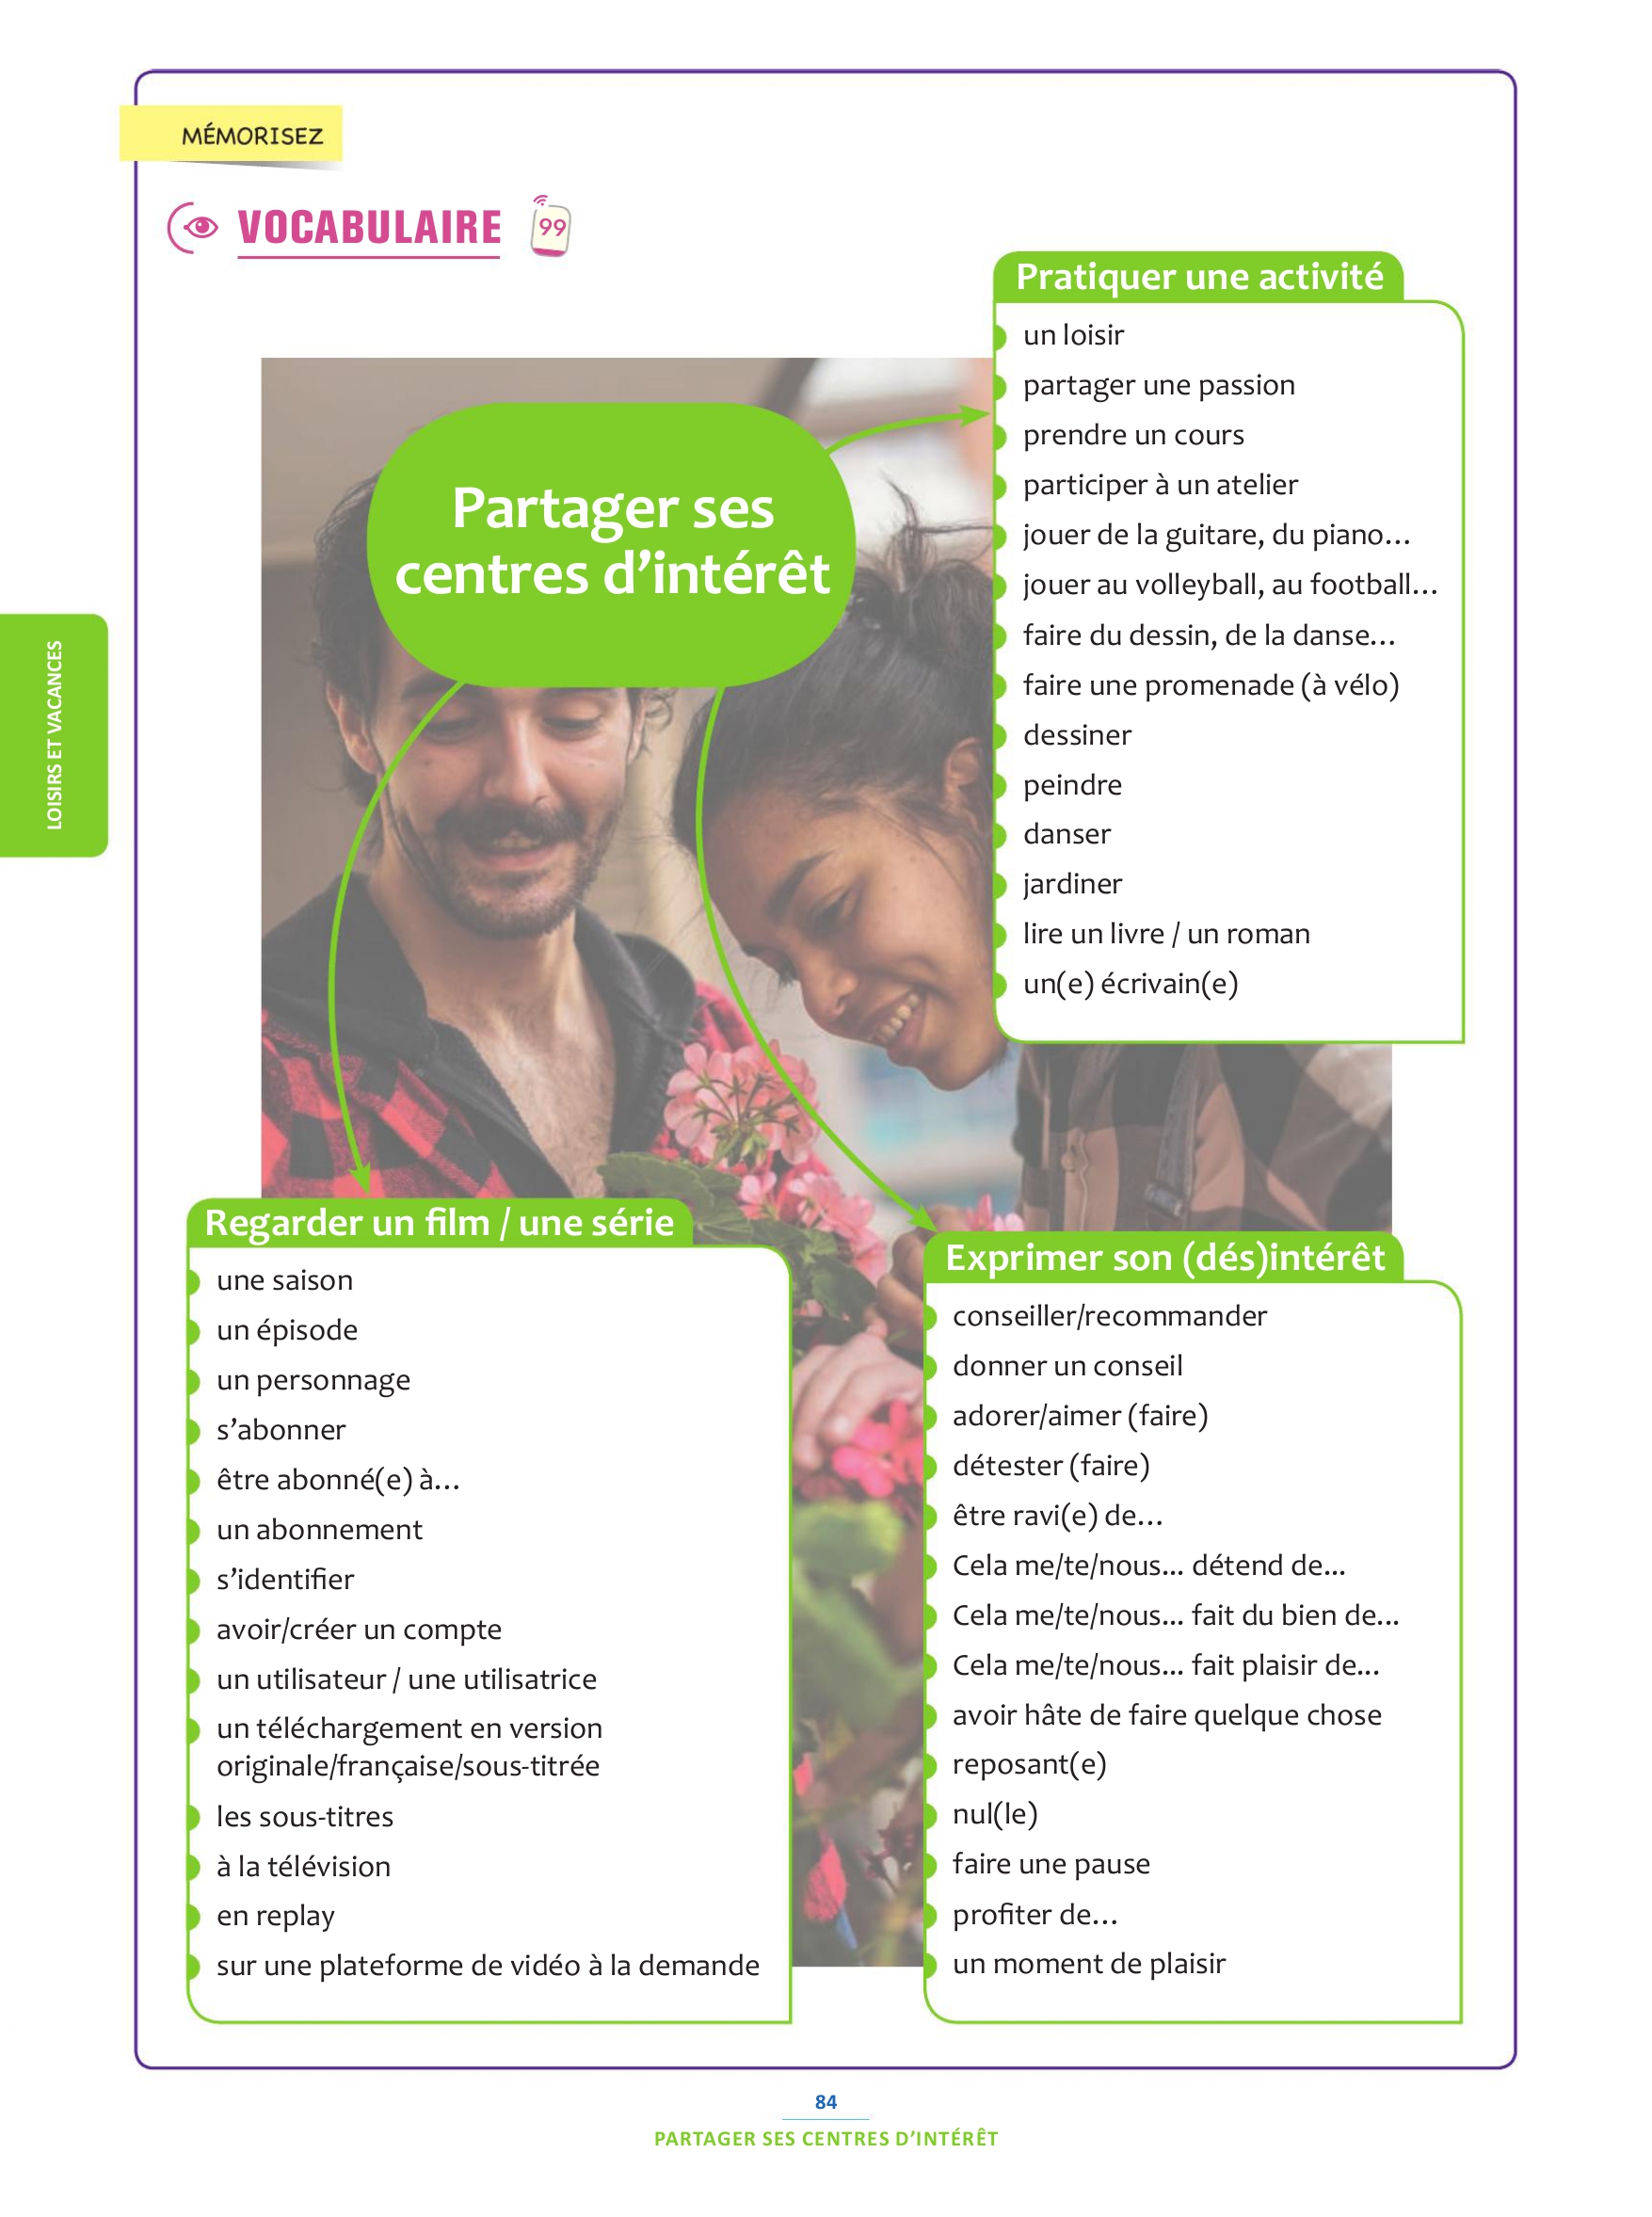 MÉMORISEZ
VOCABULAIRE
99
Pratiquer une activité
un loisir
partager une passion
prendre un cours
participer à un atelier
jouer de la guitare, du piano…
jouer au volleyball, au football…
faire du dessin, de la danse…
faire une promenade (à vélo)
dessiner
peindre
danser
jardiner
lire un livre / un roman
un(e) écrivain(e)
Partager ses
centres d’intérêt
LOISIRS ET VACANCES
Regarder un film / une série
une saison
un épisode
un personnage
s’abonner
être abonné(e) à…
un abonnement
s’identifier
avoir/créer un compte
un utilisateur / une utilisatrice
un téléchargement en version
originale/française/sous-titrée
les sous-titres
à la télévision
en replay
sur une plateforme de vidéo à la demande
Exprimer son (dés)intérêt
conseiller/recommander
donner un conseil
adorer/aimer (faire)
détester (faire)
être ravi(e) de…
Cela me/te/nous... détend de...
Cela me/te/nous... fait du bien de...
Cela me/te/nous... fait plaisir de...
avoir hâte de faire quelque chose
reposant(e)
nul(le)
faire une pause
profiter de…
un moment de plaisir
84
PARTAGER SES CENTRES D’INTÉRÊT